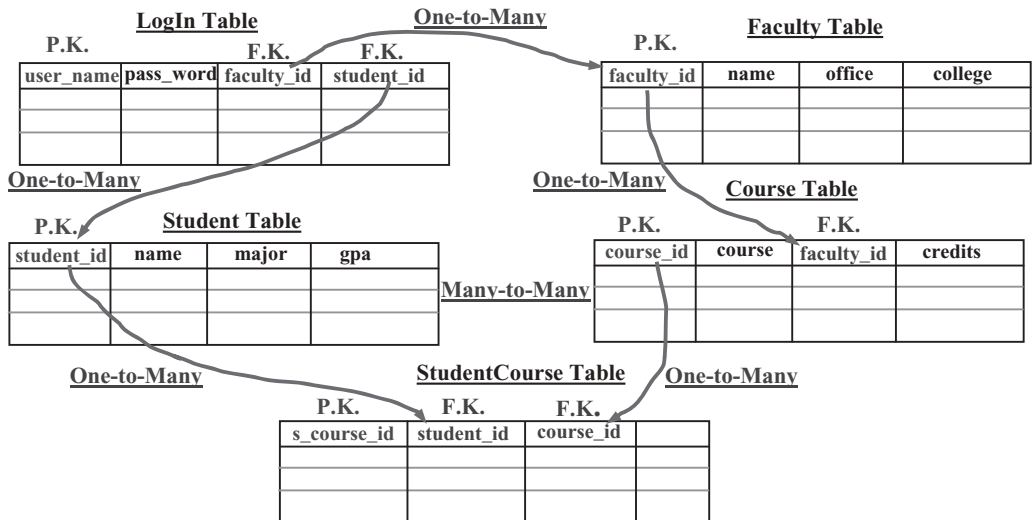 LogIn Table
One-to-Many
Faculty Table
P.K.
F.K.
F.K.
P.K.
user_name pass_word faculty_id student_id
faculty_id name office college
One-to-Many
One-to-Many
Course Table
P.K.
Student Table
P.K.
F.K.
student_id name major gpa
course_id course faculty_id credits
Many-to-Many
One-to-Many
StudentCourse Table
One-to-Many
P.K.
F.K.
F.K.
s_course_id student_id course_id